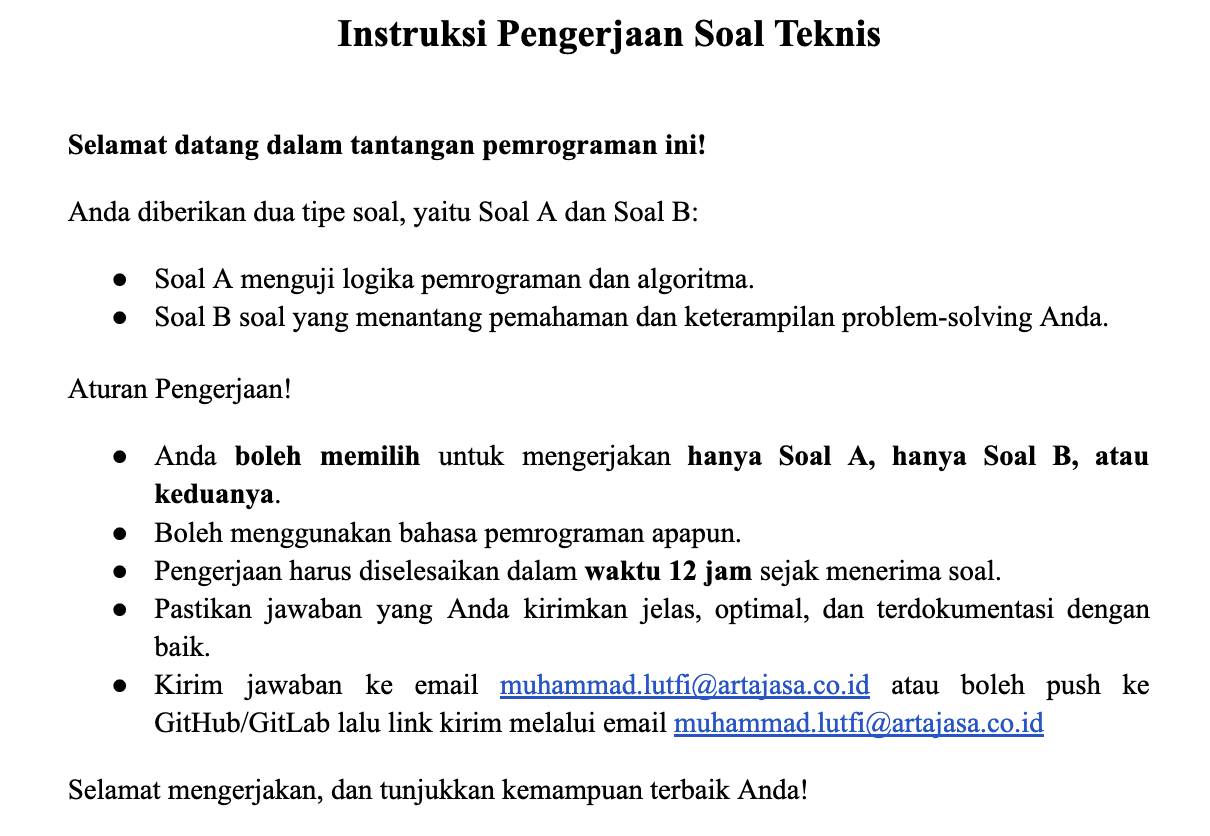 Instruksi Pengerjaan Soal Teknis
Selamat datang dalam tantangan pemrograman ini!
Anda diberikan dua tipe soal, yaitu Soal A dan Soal B:
● Soal A menguji logika pemrograman dan algoritma.
● Soal B soal yang menantang pemahaman dan keterampilan problem-solving Anda.
Aturan Pengerjaan!
● Anda boleh memilih untuk mengerjakan hanya Soal A, hanya Soal B, atau
keduanya.
● Boleh menggunakan bahasa pemrograman apapun.
● Pengerjaan harus diselesaikan dalam waktu 12 jam sejak menerima soal.
● Pastikan jawaban yang Anda kirimkan jelas, optimal, dan terdokumentasi dengan
baik.
● Kirim jawaban ke email muhammad.lutfi@artajasa.co.id atau boleh push ke
GitHub/GitLab lalu link kirim melalui email muhammad.lutfi@artajasa.co.id
Selamat mengerjakan, dan tunjukkan kemampuan terbaik Anda!